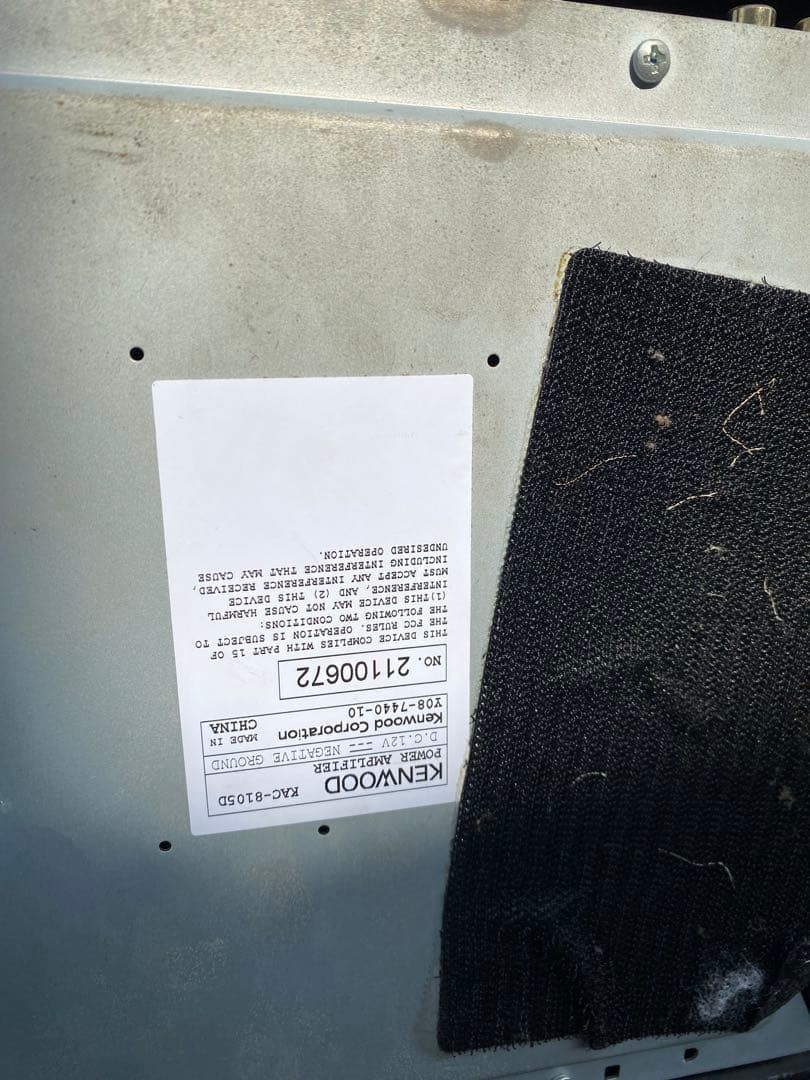 KENWOOD KAC-8105D
POWER AMPLIFIER
D.C.12V ⎓ NEGATIVE GROUND
Kenwood Corporation MADE IN
Y08-7440-10 CHINA
NO. 21100672
THIS DEVICE COMPLIES WITH PART 15 OF
THE FCC RULES. OPERATION IS SUBJECT TO
THE FOLLOWING TWO CONDITIONS:
(1)THIS DEVICE MAY NOT CAUSE HARMFUL
INTERFERENCE, AND (2) THIS DEVICE
MUST ACCEPT ANY INTERFERENCE RECEIVED,
INCLUDING INTERFERENCE THAT MAY CAUSE
UNDESIRED OPERATION.